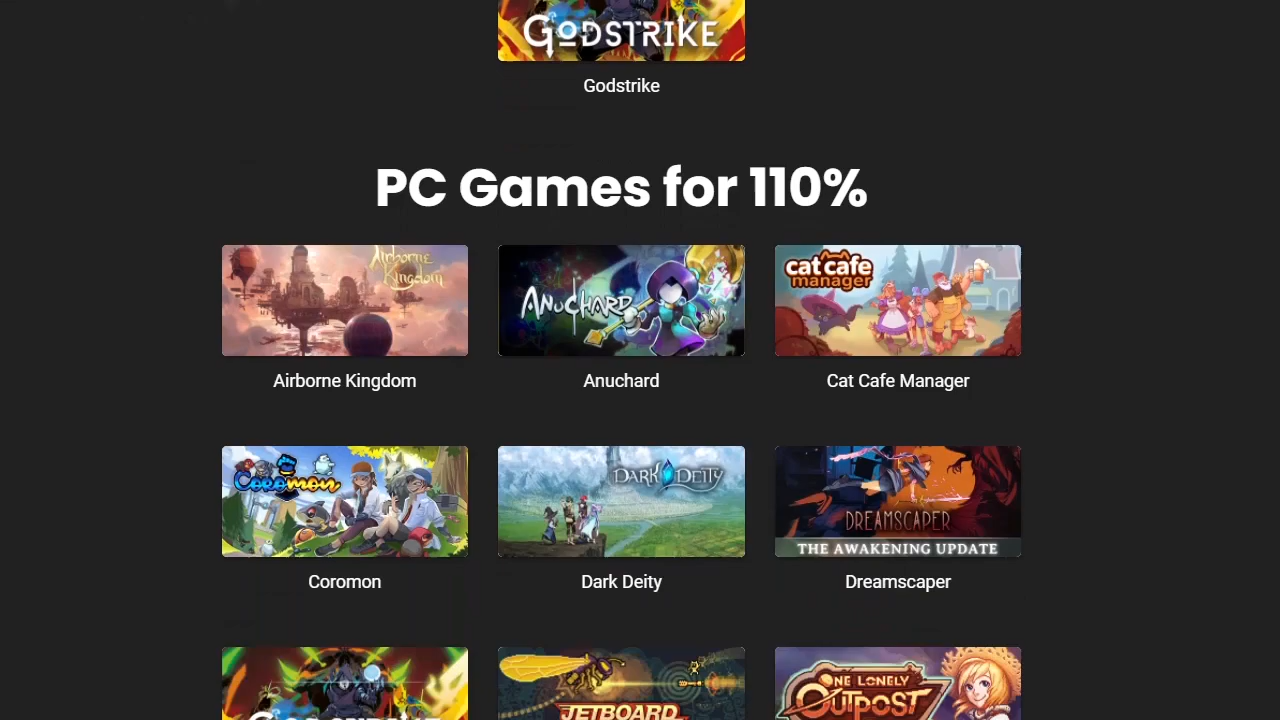 GODSTRIKE
Godstrike
PC Games for 110%
Airborne Kingdom
ANUCHARD
cat cafe manager
Airborne Kingdom
Anuchard
Cat Cafe Manager
Coromon
DARK DEITY
DREAMSCAPER
THE AWAKENING UPDATE
Coromon
Dark Deity
Dreamscaper
JETBOARD
ONE LONELY
OUTPOST